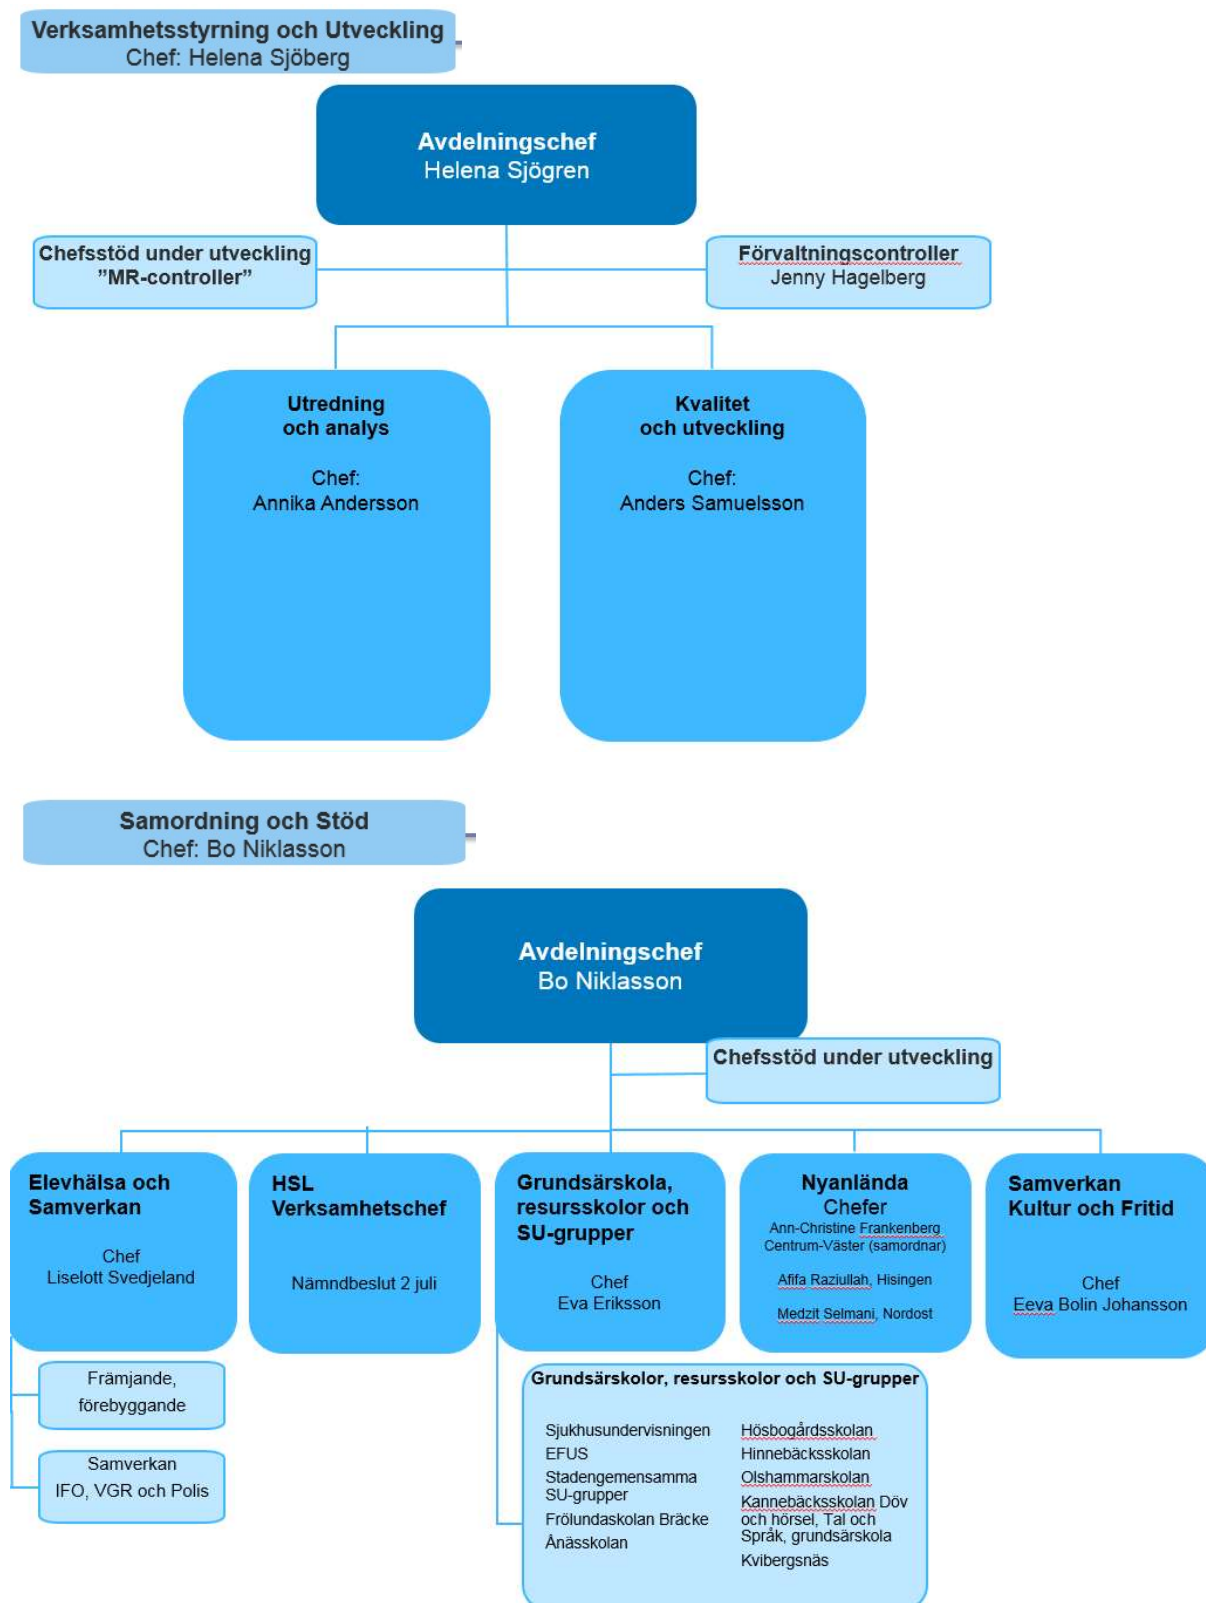 Verksamhetsstyrning och Utveckling
Chef: Helena Sjöberg
Avdelningschef
Helena Sjögren
Chefsstöd under utveckling
”MR-controller”
Förvaltningscontroller
Jenny Hagelberg
Utredning
och analys
Chef:
Annika Andersson
Kvalitet
och utveckling
Chef:
Anders Samuelsson
Samordning och Stöd
Chef: Bo Niklasson
Avdelningschef
Bo Niklasson
Chefsstöd under utveckling
Elevhälsa och
Samverkan
Chef
Liselott Svedjeland
HSL
Verksamhetschef
Nämndbeslut 2 juli
Grundsärskola,
resursskolor och
SU-grupper
Chef
Eva Eriksson
Nyanlända
Chefer
Ann-Christine Frankenberg
Centrum-Väster (samordnar)
Afifa Raziullah, Hisingen
Medzit Selmani, Nordost
Samverkan
Kultur och Fritid
Chef
Eeva Bolin Johansson
Främjande,
förebyggande
Samverkan
IFO, VGR och Polis
Grundsärskolor, resursskolor och SU-grupper
Sjukhusundervisningen
EFUS
Stadengemensamma
SU-grupper
Frölundaskolan Bräcke
Ånässkolan
Hösbogårdsskolan
Hinnebäcksskolan
Olshammarskolan
Kannebäcksskolan Döv
och hörsel, Tal och
Språk, grundsärskola
Kvibergsnäs